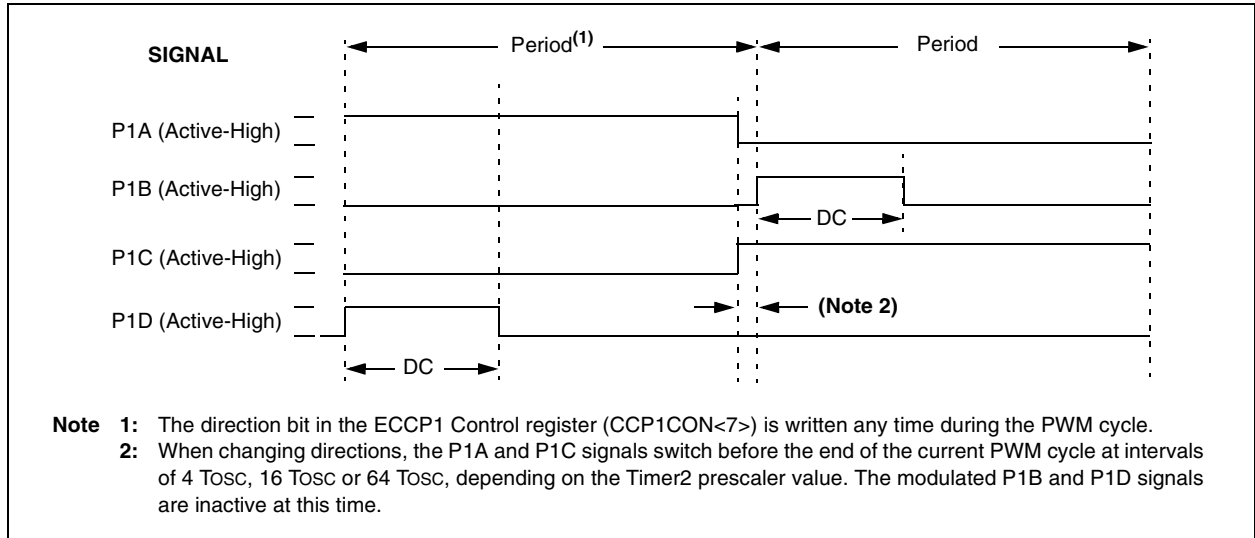 SIGNAL
Period(1)
Period
P1A (Active-High)
P1B (Active-High)
DC
P1C (Active-High)
P1D (Active-High)
(Note 2)
DC
Note 1: The direction bit in the ECCP1 Control register (CCP1CON<7>) is written any time during the PWM cycle.
2: When changing directions, the P1A and P1C signals switch before the end of the current PWM cycle at intervals
of 4 TOSC, 16 TOSC or 64 TOSC, depending on the Timer2 prescaler value. The modulated P1B and P1D signals
are inactive at this time.